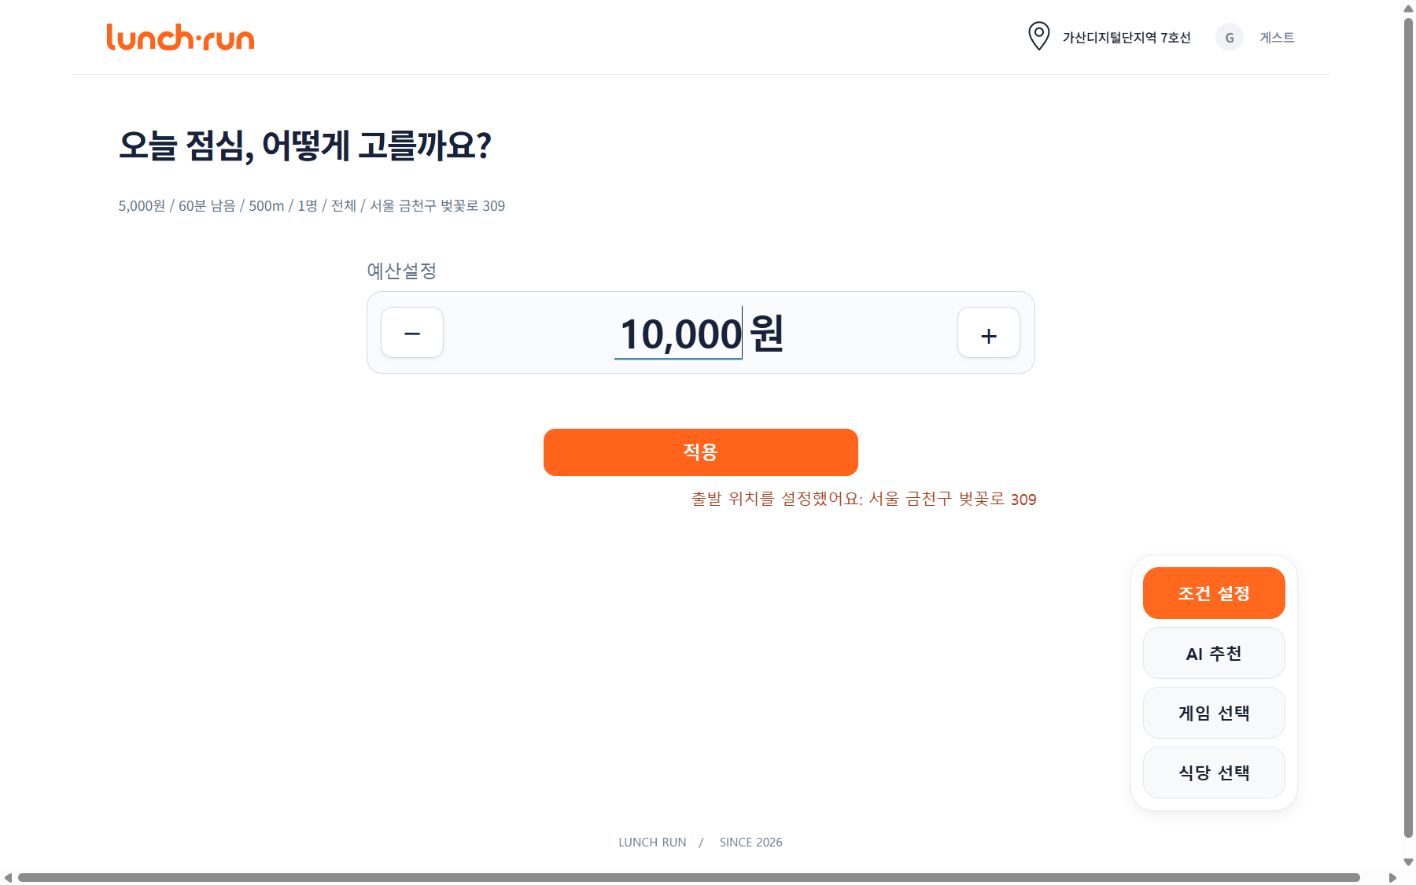 lunch·run
가산디지털단지역 7호선
G 게스트
오늘 점심, 어떻게 고를까요?
5,000원 / 60분 남음 / 500m / 1명 / 전체 / 서울 금천구 벚꽃로 309
예산설정
− 10,000 원 +
적용
출발 위치를 설정했어요: 서울 금천구 벚꽃로 309
조건 설정
AI 추천
게임 선택
식당 선택
LUNCH RUN / SINCE 2026